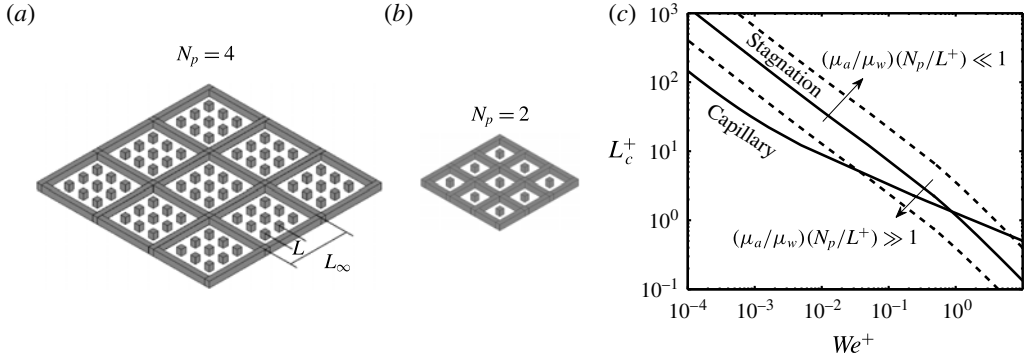 (a)
N_p = 4
L
L_∞
(b)
N_p = 2
(c)
10^3
10^2
10^1
10^0
10^−1
L_c^+
Stagnation
Capillary
(μ_a/μ_w)(N_p/L^+) ≪ 1
(μ_a/μ_w)(N_p/L^+) ≫ 1
10^−4
10^−3
10^−2
10^−1
10^0
We^+